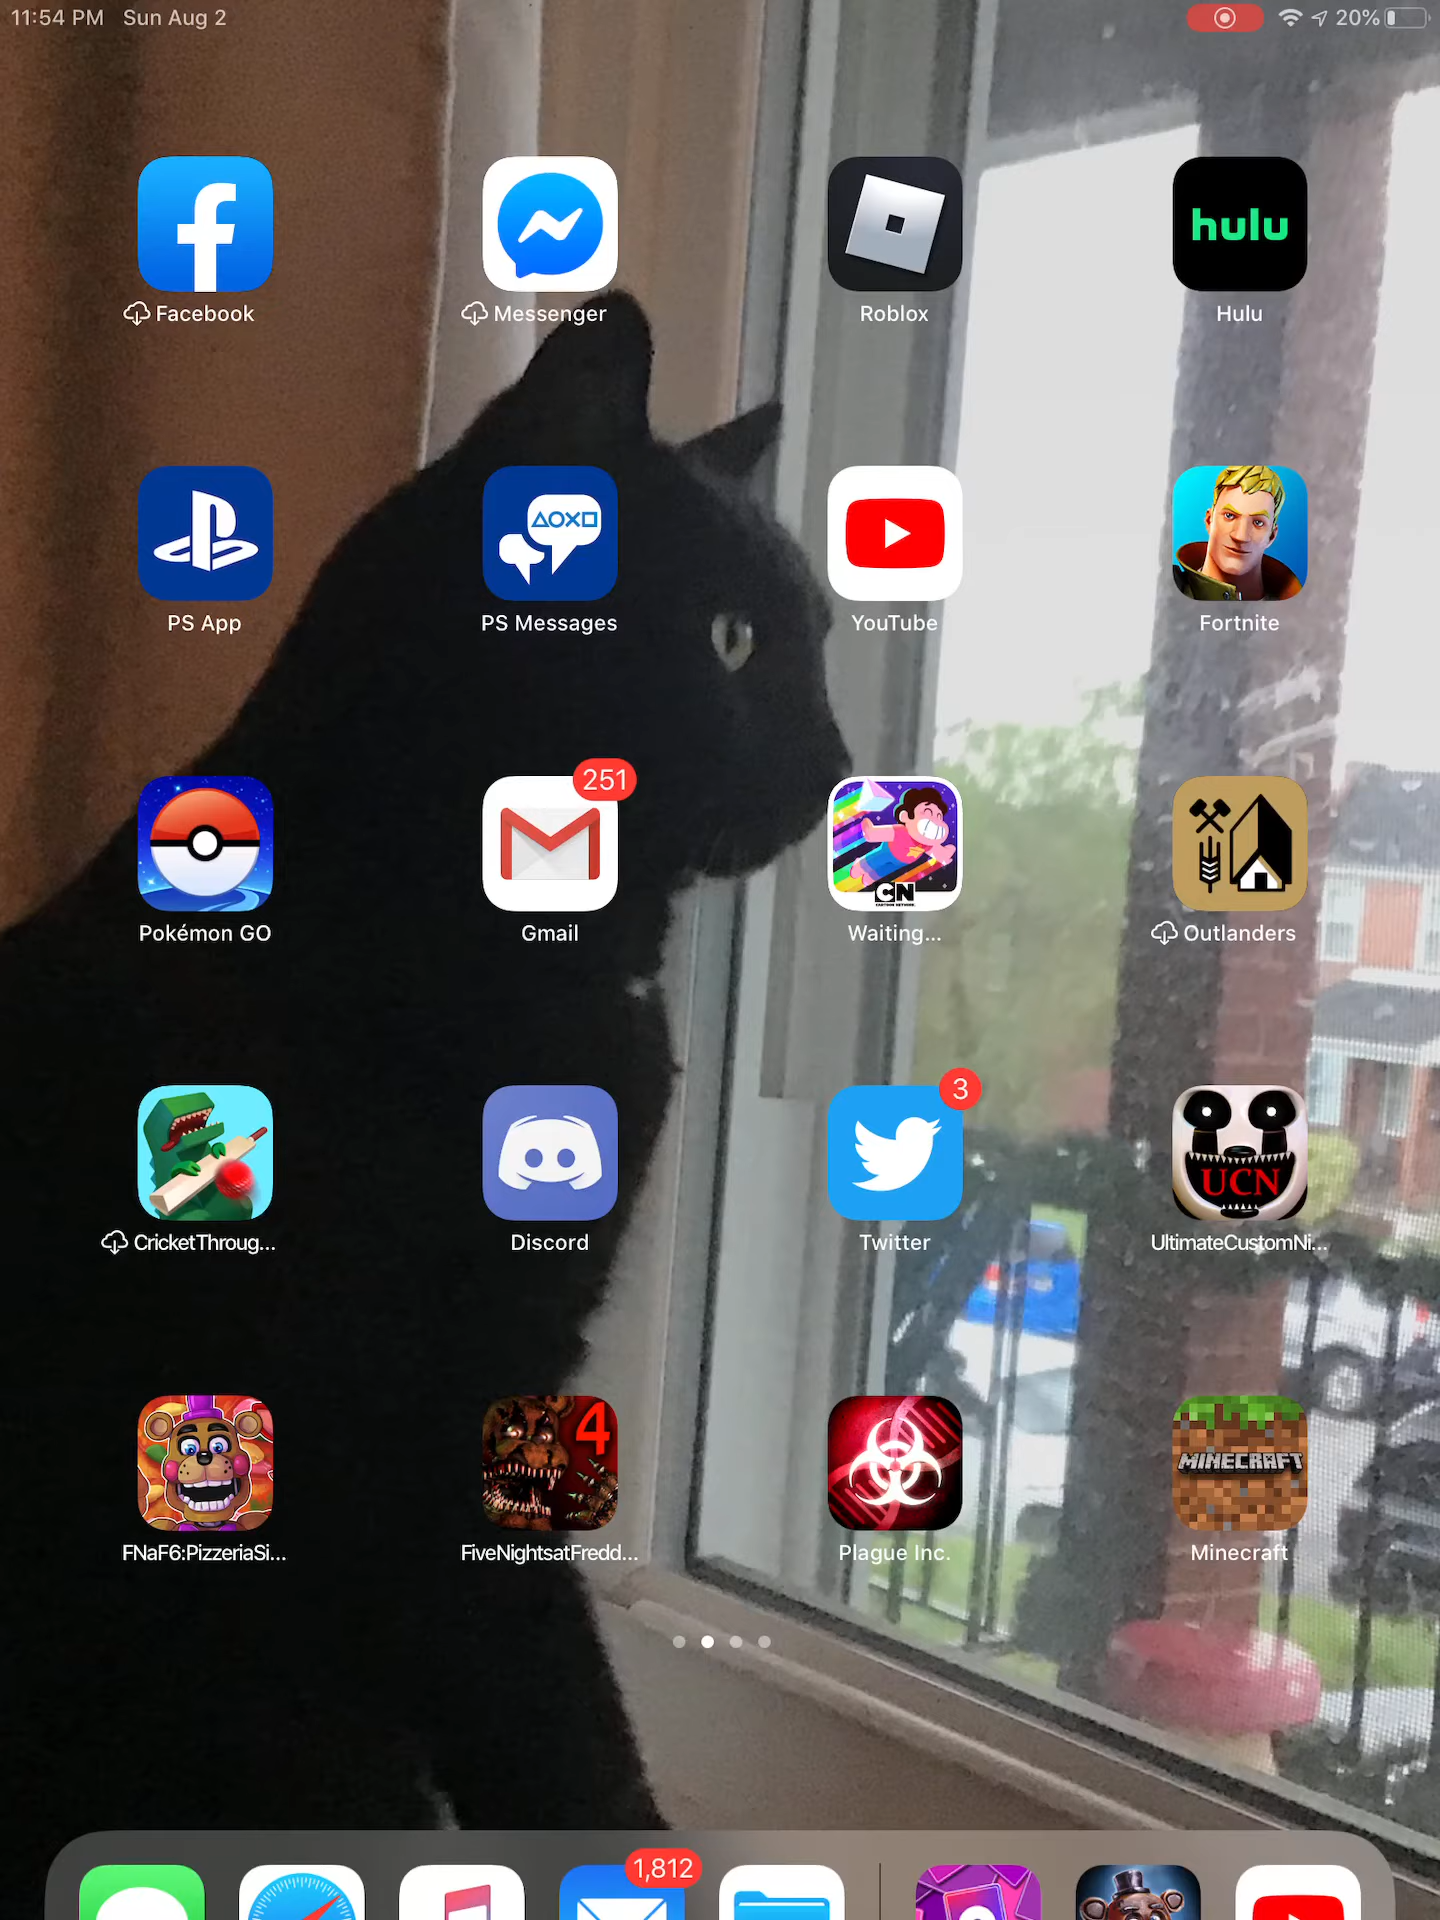 11:54 PM Sun Aug 2
20%
hulu
Facebook
Messenger
Roblox
Hulu
PS App
PS Messages
YouTube
Fortnite
251
CN
Pokémon GO
Gmail
Waiting...
Outlanders
3
UCN
CricketThroug...
Discord
Twitter
UltimateCustomNi...
4
MINECRAFT
FNaF6:PizzeriaSi...
FiveNightsatFredd...
Plague Inc.
Minecraft
1,812